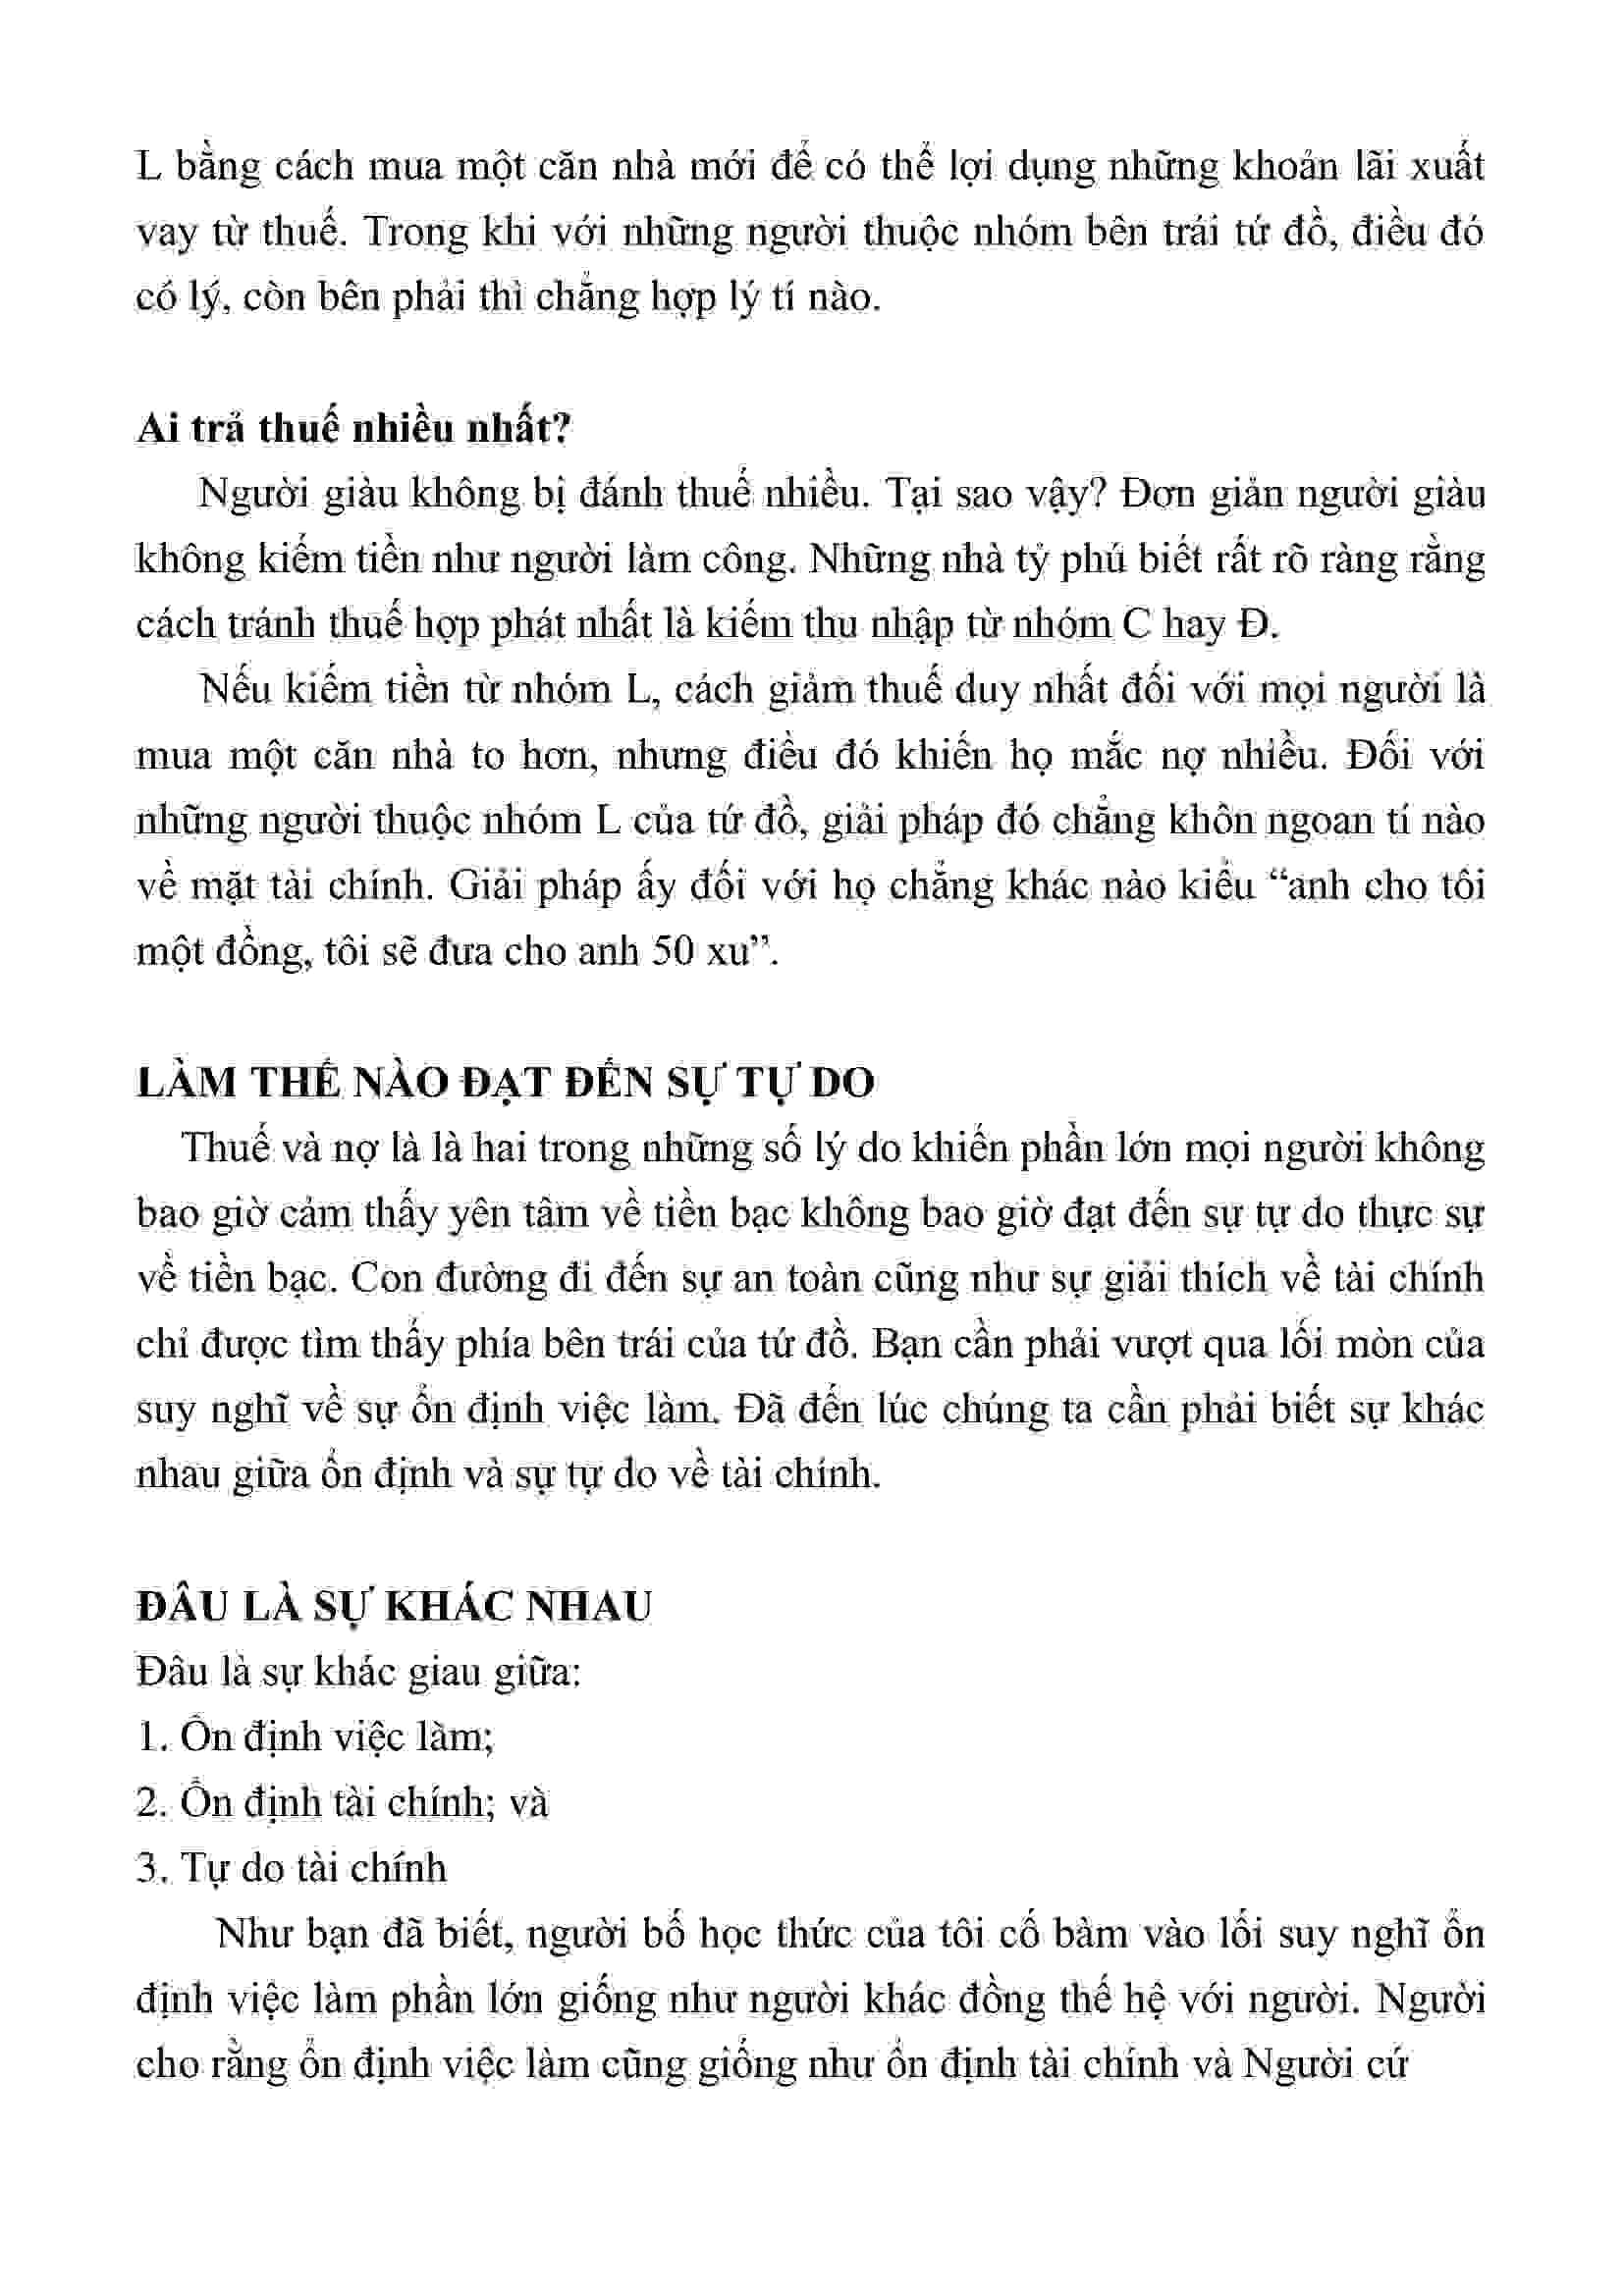 L bằng cách mua một căn nhà mới để có thể lợi dụng những khoản lãi xuất
vay từ thuế. Trong khi với những người thuộc nhóm bên trái tứ đồ, điều đó
có lý, còn bên phải thì chẳng hợp lý tí nào.
Ai trả thuế nhiều nhất?
Người giàu không bị đánh thuế nhiều. Tại sao vậy? Đơn giản người giàu
không kiếm tiền như người làm công. Những nhà tỷ phú biết rất rõ ràng rằng
cách tránh thuế hợp phát nhất là kiếm thu nhập từ nhóm C hay Đ.
Nếu kiếm tiền từ nhóm L, cách giảm thuế duy nhất đối với mọi người là
mua một căn nhà to hơn, nhưng điều đó khiến họ mắc nợ nhiều. Đối với
những người thuộc nhóm L của tứ đồ, giải pháp đó chẳng khôn ngoan tí nào
về mặt tài chính. Giải pháp ấy đối với họ chẳng khác nào kiểu “anh cho tôi
một đồng, tôi sẽ đưa cho anh 50 xu”.
LÀM THẾ NÀO ĐẠT ĐẾN SỰ TỰ DO
Thuế và nợ là là hai trong những số lý do khiến phần lớn mọi người không
bao giờ cảm thấy yên tâm về tiền bạc không bao giờ đạt đến sự tự do thực sự
về tiền bạc. Con đường đi đến sự an toàn cũng như sự giải thích về tài chính
chỉ được tìm thấy phía bên trái của tứ đồ. Bạn cần phải vượt qua lối mòn của
suy nghĩ về sự ổn định việc làm. Đã đến lúc chúng ta cần phải biết sự khác
nhau giữa ổn định và sự tự do về tài chính.
ĐÂU LÀ SỰ KHÁC NHAU
Đâu là sự khác giau giữa:
1. Ổn định việc làm;
2. Ổn định tài chính; và
3. Tự do tài chính
Như bạn đã biết, người bố học thức của tôi cố bàm vào lối suy nghĩ ổn
định việc làm phần lớn giống như người khác đồng thế hệ với người. Người
cho rằng ổn định việc làm cũng giống như ổn định tài chính và Người cứ